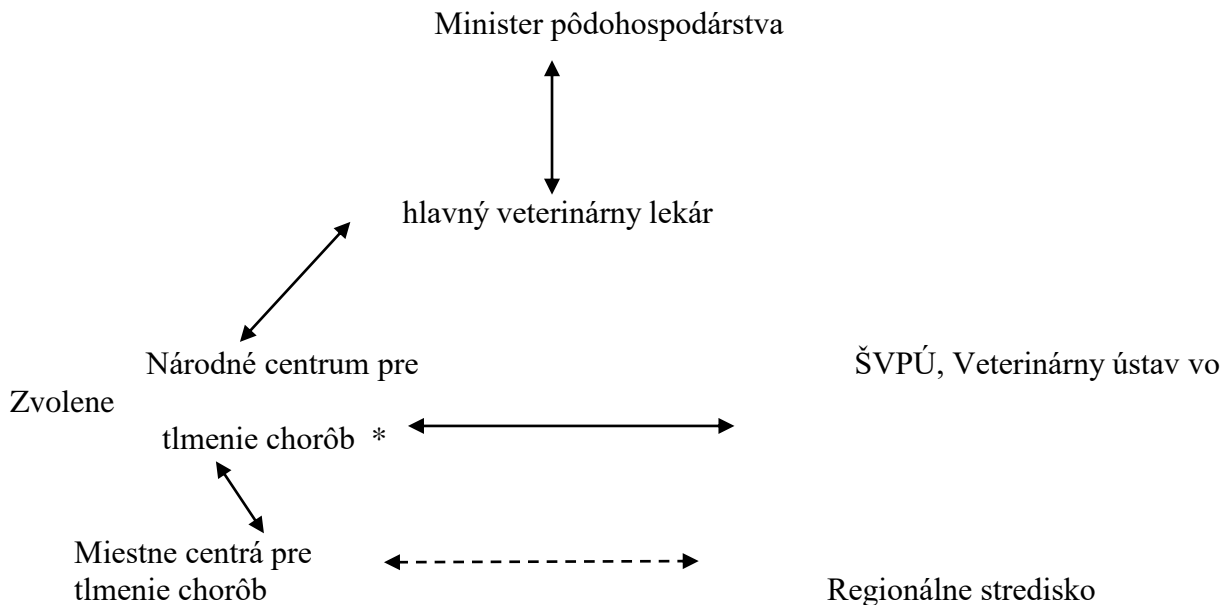 Minister pôdohospodárstva
hlavný veterinárny lekár
Národné centrum pre ŠVPÚ, Veterinárny ústav vo
Zvolene
tlmenie chorôb *
Miestne centrá pre
tlmenie chorôb Regionálne stredisko